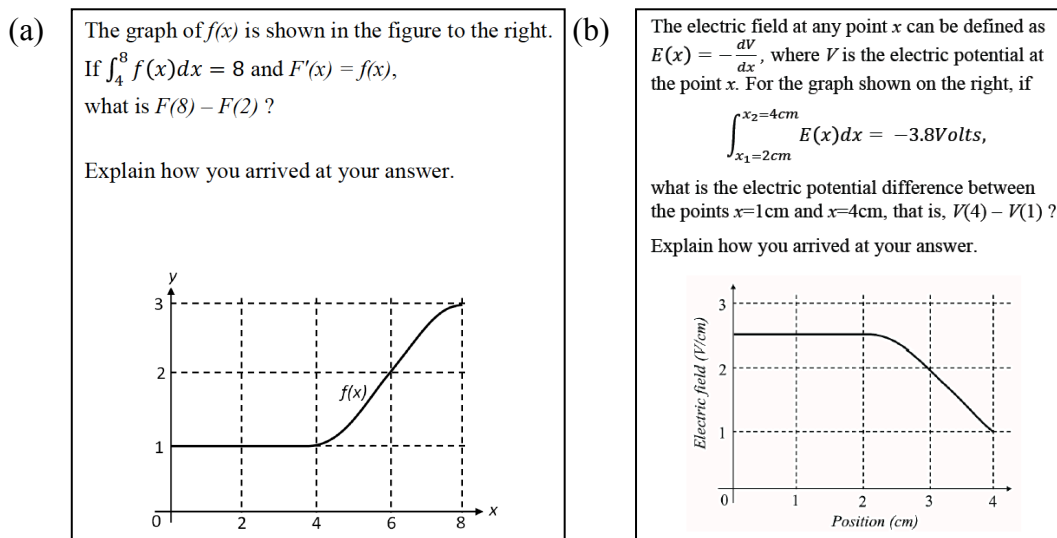 (a)
The graph of f(x) is shown in the figure to the right.
If ∫₄⁸ f(x)dx = 8 and F'(x) = f(x),
what is F(8) – F(2) ?
Explain how you arrived at your answer.
y
3
2
f(x)
1
0 2 4 6 8 x
(b)
The electric field at any point x can be defined as
E(x) = −dV/dx, where V is the electric potential at
the point x. For the graph shown on the right, if
∫_{x₁=2cm}^{x₂=4cm} E(x)dx = −3.8Volts,
what is the electric potential difference between
the points x=1cm and x=4cm, that is, V(4) – V(1) ?
Explain how you arrived at your answer.
Electric field (V/cm)
3
2
1
0 1 2 3 4
Position (cm)